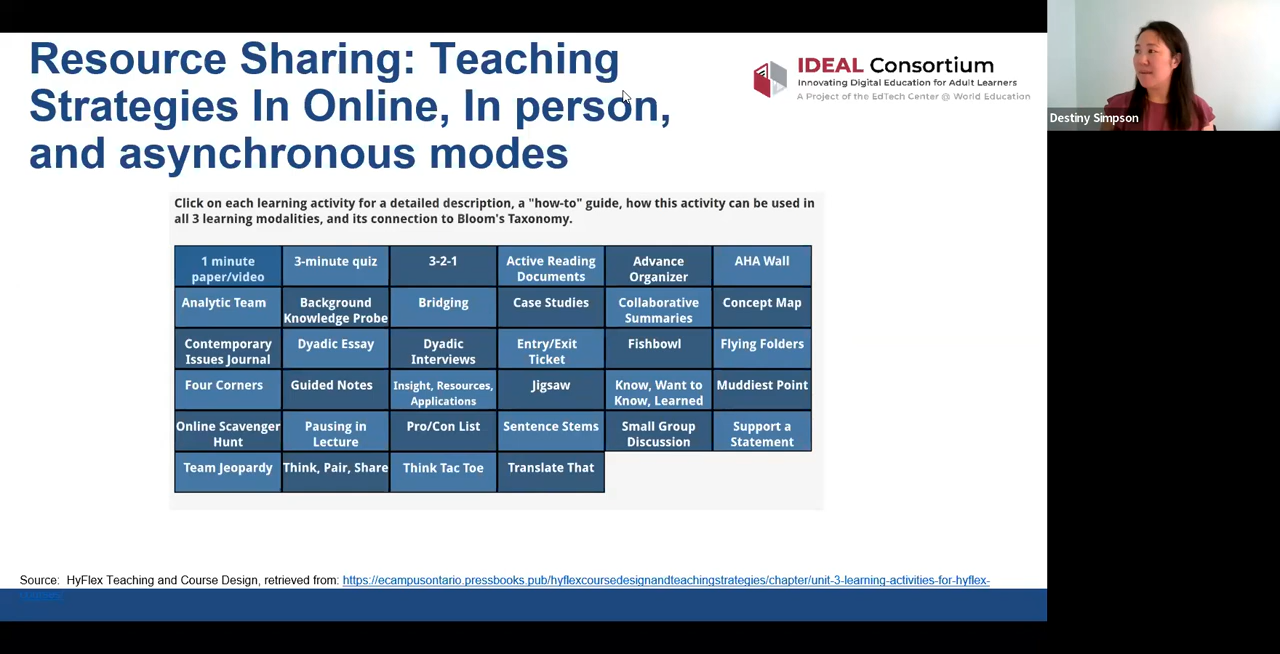 Resource Sharing: Teaching
Strategies In Online, In person,
and asynchronous modes
IDEAL Consortium
Innovating Digital Education for Adult Learners
A Project of the EdTech Center @ World Education
Destiny Simpson
Click on each learning activity for a detailed description, a "how-to" guide, how this activity can be used in
all 3 learning modalities, and its connection to Bloom's Taxonomy.
1 minute
paper/video
3-minute quiz
3-2-1
Active Reading
Documents
Advance
Organizer
AHA Wall
Analytic Team
Background
Knowledge Probe
Bridging
Case Studies
Collaborative
Summaries
Concept Map
Contemporary
Issues Journal
Dyadic Essay
Dyadic
Interviews
Entry/Exit
Ticket
Fishbowl
Flying Folders
Four Corners
Guided Notes
Insight, Resources,
Applications
Jigsaw
Know, Want to
Know, Learned
Muddiest Point
Online Scavenger
Hunt
Pausing in
Lecture
Pro/Con List
Sentence Stems
Small Group
Discussion
Support a
Statement
Team Jeopardy
Think, Pair, Share
Think Tac Toe
Translate That
Source: HyFlex Teaching and Course Design, retrieved from: https://ecampusontario.pressbooks.pub/hyflexcoursedesignandteachingstrategies/chapter/unit-3-learning-activities-for-hyflex-